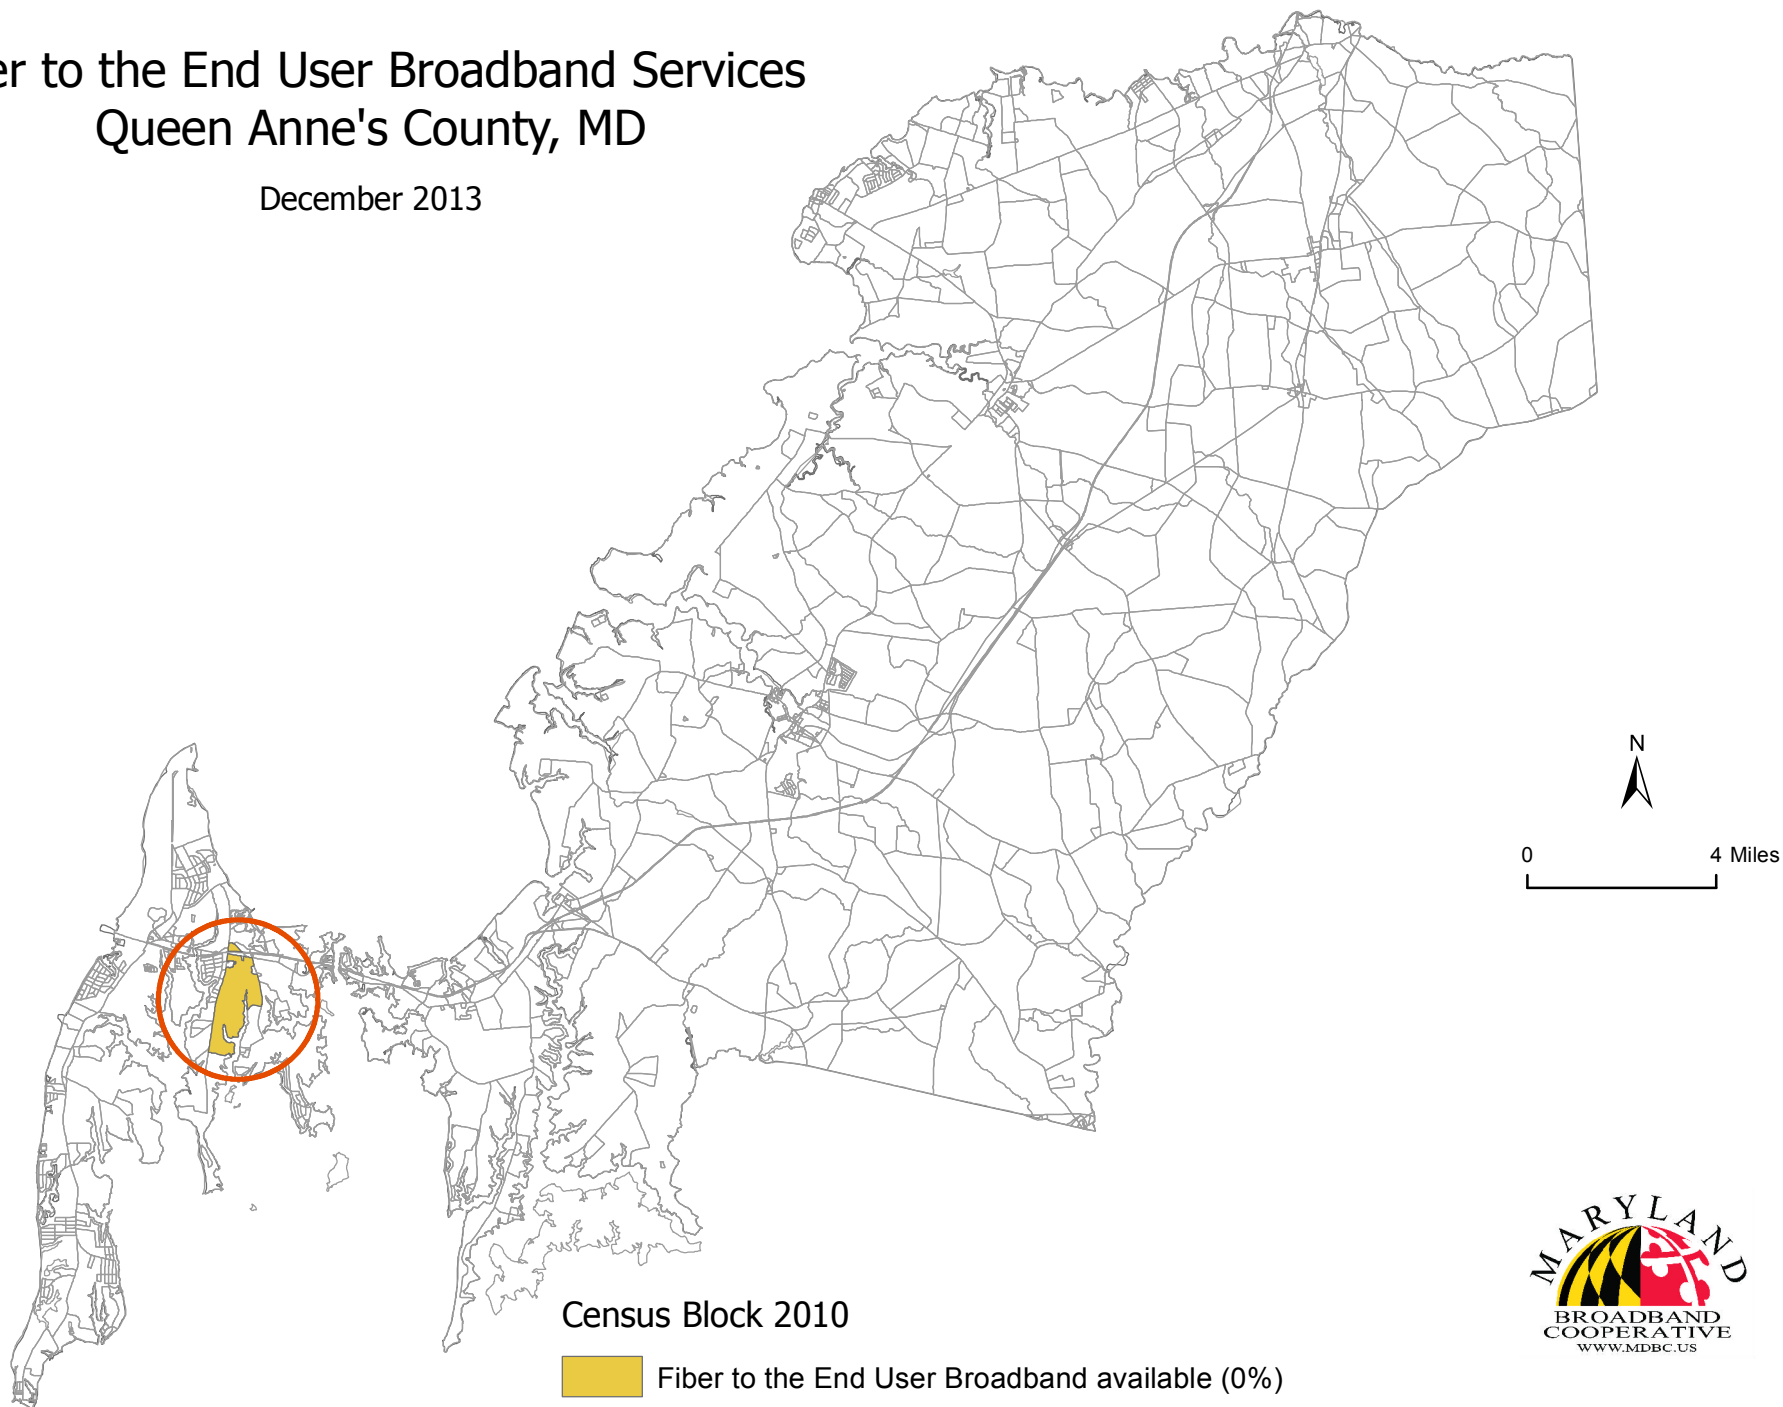 er to the End User Broadband Services
Queen Anne's County, MD
December 2013
N
0 4 Miles
MARYLAND
BROADBAND
COOPERATIVE
WWW.MDBC.US
Census Block 2010
Fiber to the End User Broadband available (0%)